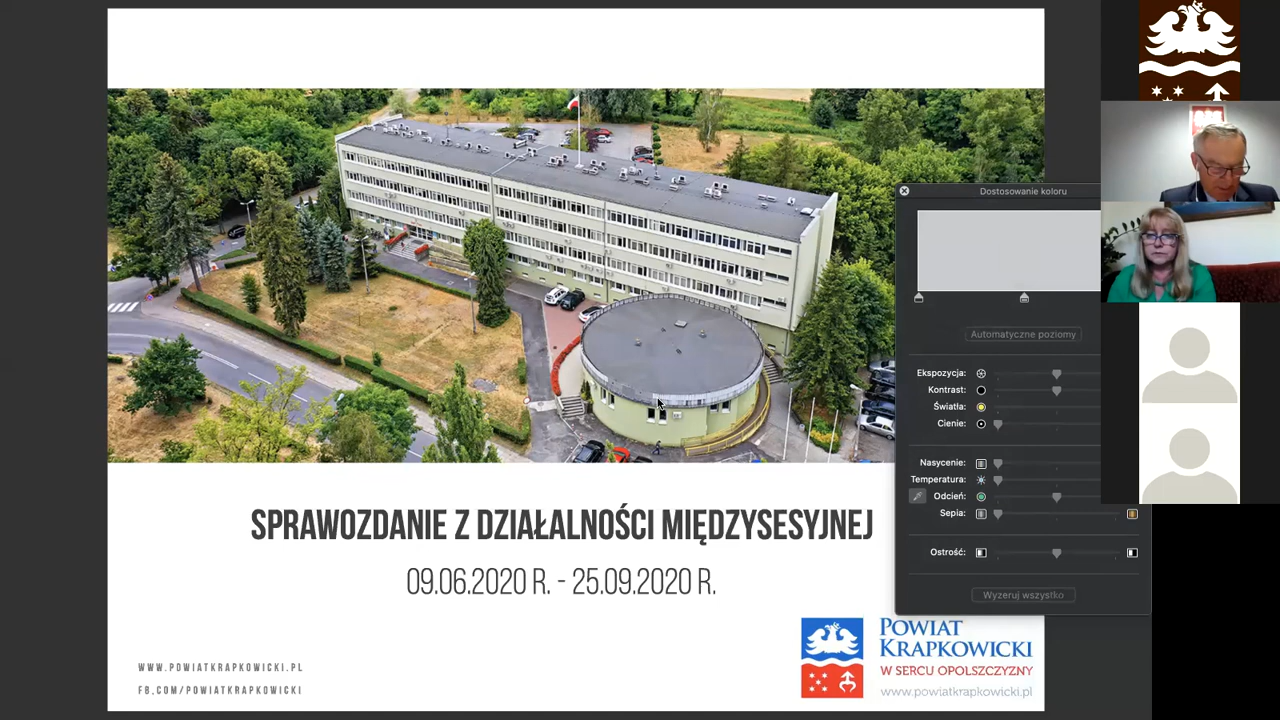 SPRAWOZDANIE Z DZIAŁALNOŚCI MIĘDZYSESYJNEJ
09.06.2020 R. - 25.09.2020 R.
WWW.POWIATKRAPKOWICKI.PL
FB.COM/POWIATKRAPKOWICKI
POWIAT
KRAPKOWICKI
W SERCU OPOLSZCZYZNY
www.powiatkrapkowicki.pl
Dostosowanie koloru
Automatyczne poziomy
Ekspozycja:
Kontrast:
Światła:
Cienie:
Nasycenie:
Temperatura:
Odcień:
Sepia:
Ostrość:
Wyzeruj wszystko